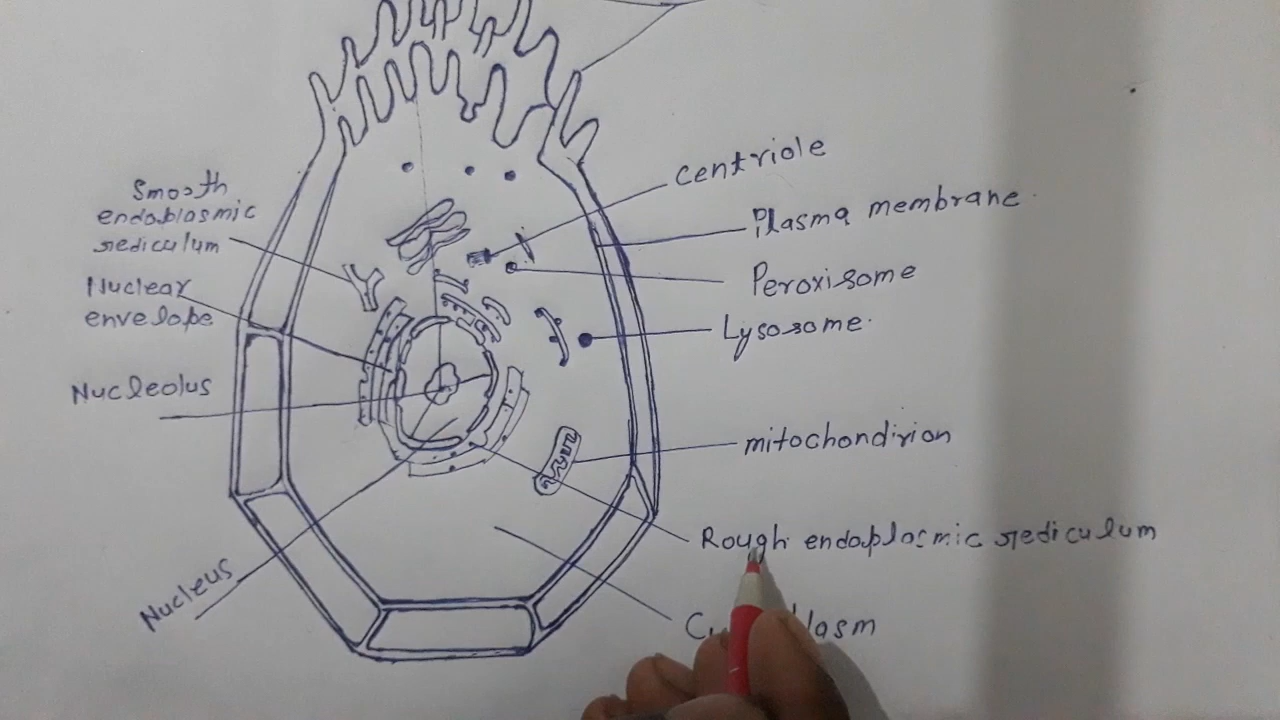 Smooth
endoplasmic
rediculum
Nuclear
envelope
Nucleolus
Nucleus
Centriole
Plasma membrane
Peroxisome
Lysosome
mitochondirion
Rough endoplasmic rediculum